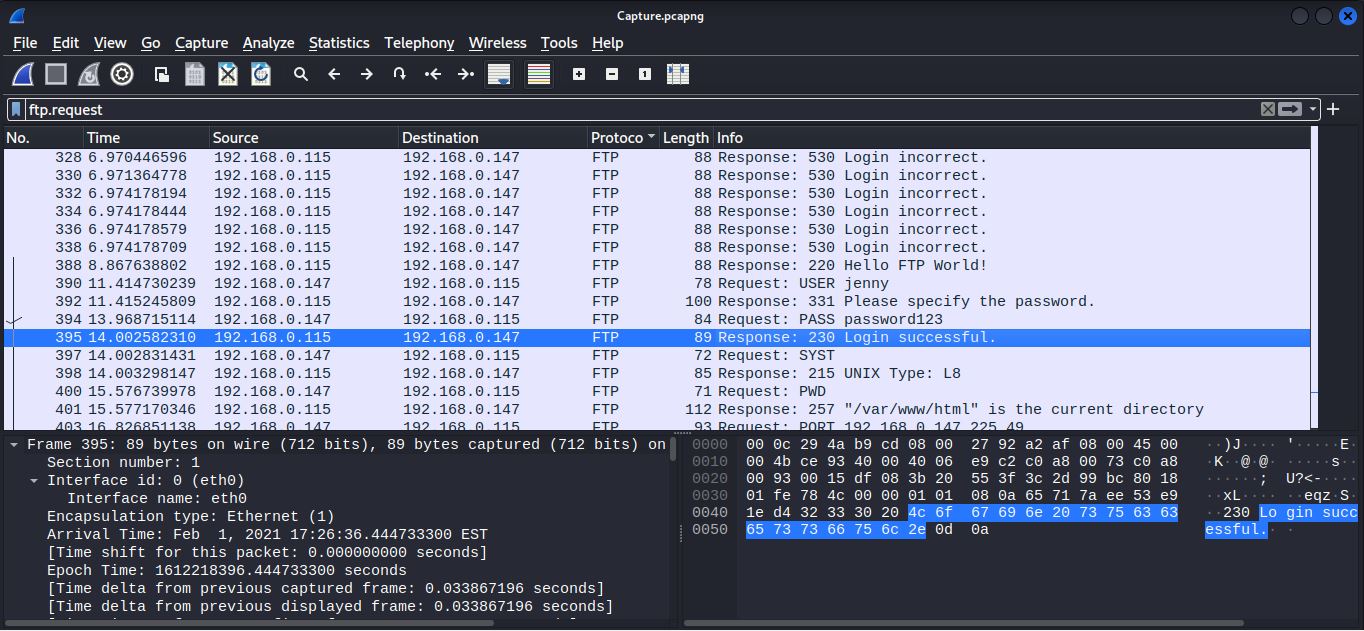 Capture.pcapng
File Edit View Go Capture Analyze Statistics Telephony Wireless Tools Help
ftp.request
No. Time Source Destination Protoco Length Info
328 6.970446596 192.168.0.115 192.168.0.147 FTP 88 Response: 530 Login incorrect.
330 6.971364778 192.168.0.115 192.168.0.147 FTP 88 Response: 530 Login incorrect.
332 6.974178194 192.168.0.115 192.168.0.147 FTP 88 Response: 530 Login incorrect.
334 6.974178444 192.168.0.115 192.168.0.147 FTP 88 Response: 530 Login incorrect.
336 6.974178579 192.168.0.115 192.168.0.147 FTP 88 Response: 530 Login incorrect.
338 6.974178709 192.168.0.115 192.168.0.147 FTP 88 Response: 530 Login incorrect.
388 8.867638802 192.168.0.115 192.168.0.147 FTP 88 Response: 220 Hello FTP World!
390 11.414730239 192.168.0.147 192.168.0.115 FTP 78 Request: USER jenny
392 11.415245809 192.168.0.115 192.168.0.147 FTP 100 Response: 331 Please specify the password.
394 13.968715114 192.168.0.147 192.168.0.115 FTP 84 Request: PASS password123
395 14.002582310 192.168.0.115 192.168.0.147 FTP 89 Response: 230 Login successful.
397 14.002831431 192.168.0.147 192.168.0.115 FTP 72 Request: SYST
398 14.003298147 192.168.0.115 192.168.0.147 FTP 85 Response: 215 UNIX Type: L8
400 15.576739978 192.168.0.147 192.168.0.115 FTP 71 Request: PWD
401 15.577170346 192.168.0.115 192.168.0.147 FTP 112 Response: 257 "/var/www/html" is the current directory
403 16.826851138 192.168.0.147 192.168.0.115 FTP 93 Request: PORT 192,168,0,147,225,49
Frame 395: 89 bytes on wire (712 bits), 89 bytes captured (712 bits) on
Section number: 1
Interface id: 0 (eth0)
Interface name: eth0
Encapsulation type: Ethernet (1)
Arrival Time: Feb  1, 2021 17:26:36.444733300 EST
[Time shift for this packet: 0.000000000 seconds]
Epoch Time: 1612218396.444733300 seconds
[Time delta from previous captured frame: 0.033867196 seconds]
[Time delta from previous displayed frame: 0.033867196 seconds]
0000 00 0c 29 4a b9 cd 08 00 27 92 a2 af 08 00 45 00 ··)J···· '·····E·
0010 00 4b ce 93 40 00 40 06 e9 c2 c0 a8 00 73 c0 a8 ·K··@·@· ·····s··
0020 00 93 00 15 df 08 3b 20 55 3f 3c 2d 99 bc 80 18 ······; U?<-····
0030 01 fe 78 4c 00 00 01 01 08 0a 65 71 7a ee 53 e9 ··xL···· ··eqz·S·
0040 1e d4 32 33 30 20 4c 6f 67 69 6e 20 73 75 63 63 ··230 Lo gin succ
0050 65 73 73 66 75 6c 2e 0d 0a essful.· ·